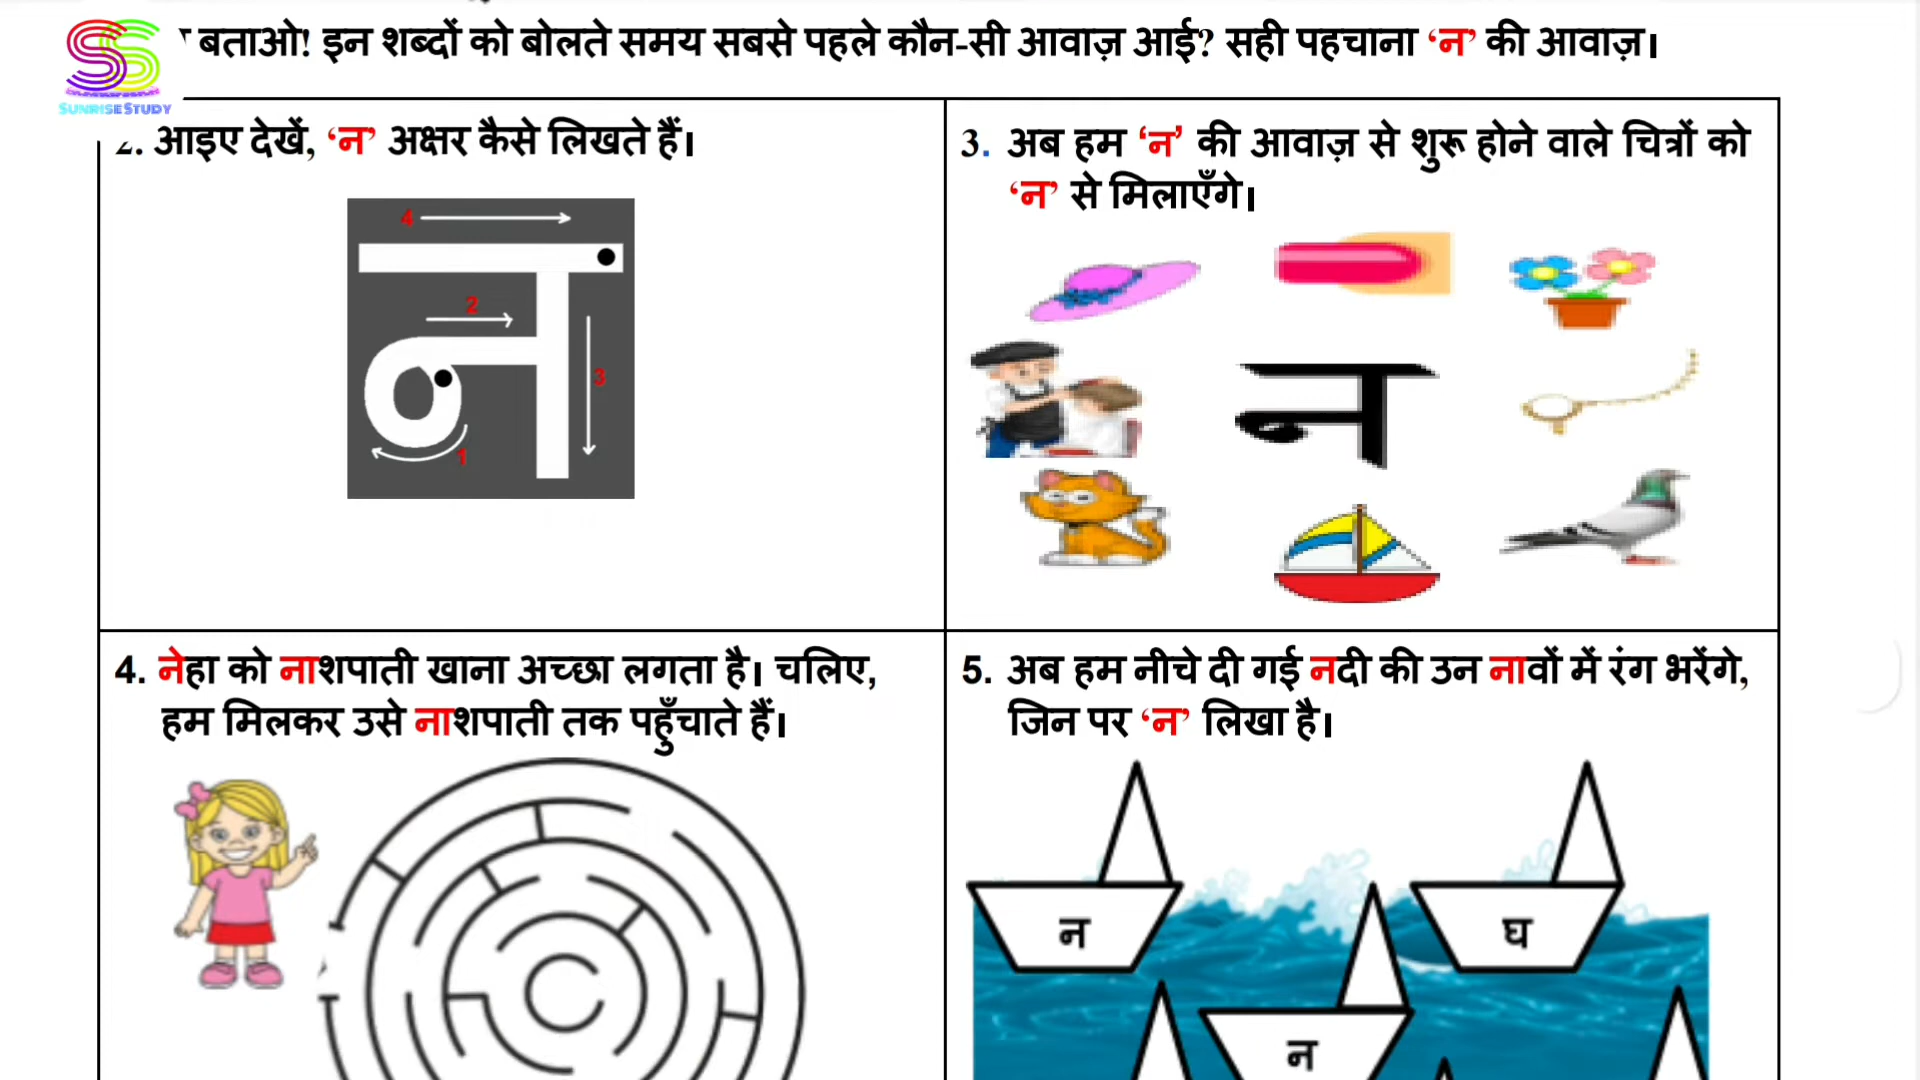 बताओ! इन शब्दों को बोलते समय सबसे पहले कौन-सी आवाज़ आई? सही पहचाना ‘न’ की आवाज़।
SUNRISESTUDY
2. आइए देखें, ‘न’ अक्षर कैसे लिखते हैं।
4
2
3
1
3. अब हम ‘न’ की आवाज़ से शुरू होने वाले चित्रों को
‘न’ से मिलाएँगे।
न
4. नेहा को नाशपाती खाना अच्छा लगता है। चलिए,
हम मिलकर उसे नाशपाती तक पहुँचाते हैं।
5. अब हम नीचे दी गई नदी की उन नावों में रंग भरेंगे,
जिन पर ‘न’ लिखा है।
न
घ
न